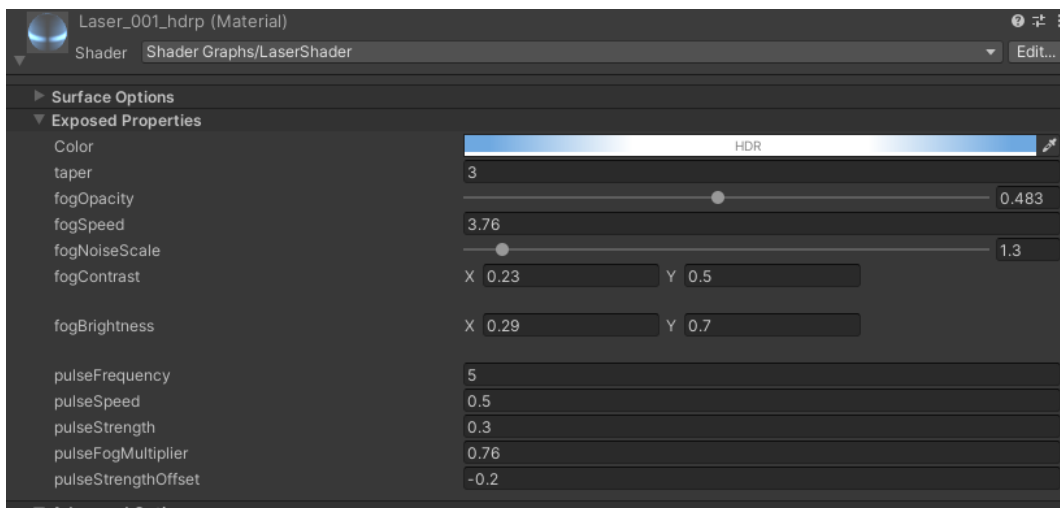 Laser_001_hdrp (Material)
Shader Shader Graphs/LaserShader Edit...
Surface Options
Exposed Properties
Color HDR
taper 3
fogOpacity 0.483
fogSpeed 3.76
fogNoiseScale 1.3
fogContrast X 0.23 Y 0.5
fogBrightness X 0.29 Y 0.7
pulseFrequency 5
pulseSpeed 0.5
pulseStrength 0.3
pulseFogMultiplier 0.76
pulseStrengthOffset -0.2